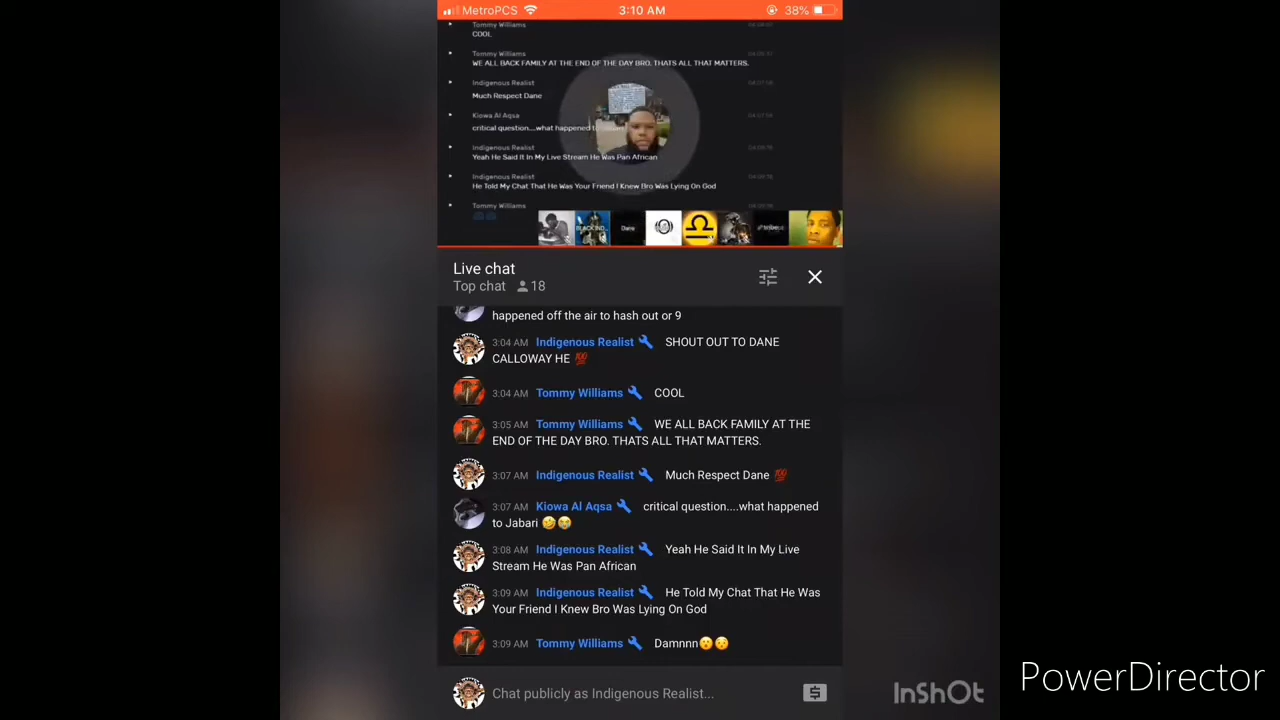 MetroPCS 3:10 AM 38%
Tommy Williams
COOL
Tommy Williams
WE ALL BACK FAMILY AT THE END OF THE DAY BRO. THATS ALL THAT MATTERS.
Indigenous Realist
Much Respect Dane
Kiowa Al Aqsa
critical question....what happened to
Indigenous Realist
Yeah He Said It In My Live Stream He Was Pan African
Indigenous Realist
He Told My Chat That He Was Your Friend I Knew Bro Was Lying On God
Tommy Williams
Dane
Live chat
Top chat 18
happened off the air to hash out or 9
3:04 AM Indigenous Realist SHOUT OUT TO DANE
CALLOWAY HE 💯
3:04 AM Tommy Williams COOL
3:05 AM Tommy Williams WE ALL BACK FAMILY AT THE
END OF THE DAY BRO. THATS ALL THAT MATTERS.
3:07 AM Indigenous Realist Much Respect Dane 💯
3:07 AM Kiowa Al Aqsa critical question....what happened
to Jabari 🤣😭
3:08 AM Indigenous Realist Yeah He Said It In My Live
Stream He Was Pan African
3:09 AM Indigenous Realist He Told My Chat That He Was
Your Friend I Knew Bro Was Lying On God
3:09 AM Tommy Williams Damnnn😮😥
Chat publicly as Indigenous Realist...
InShOt
PowerDirector